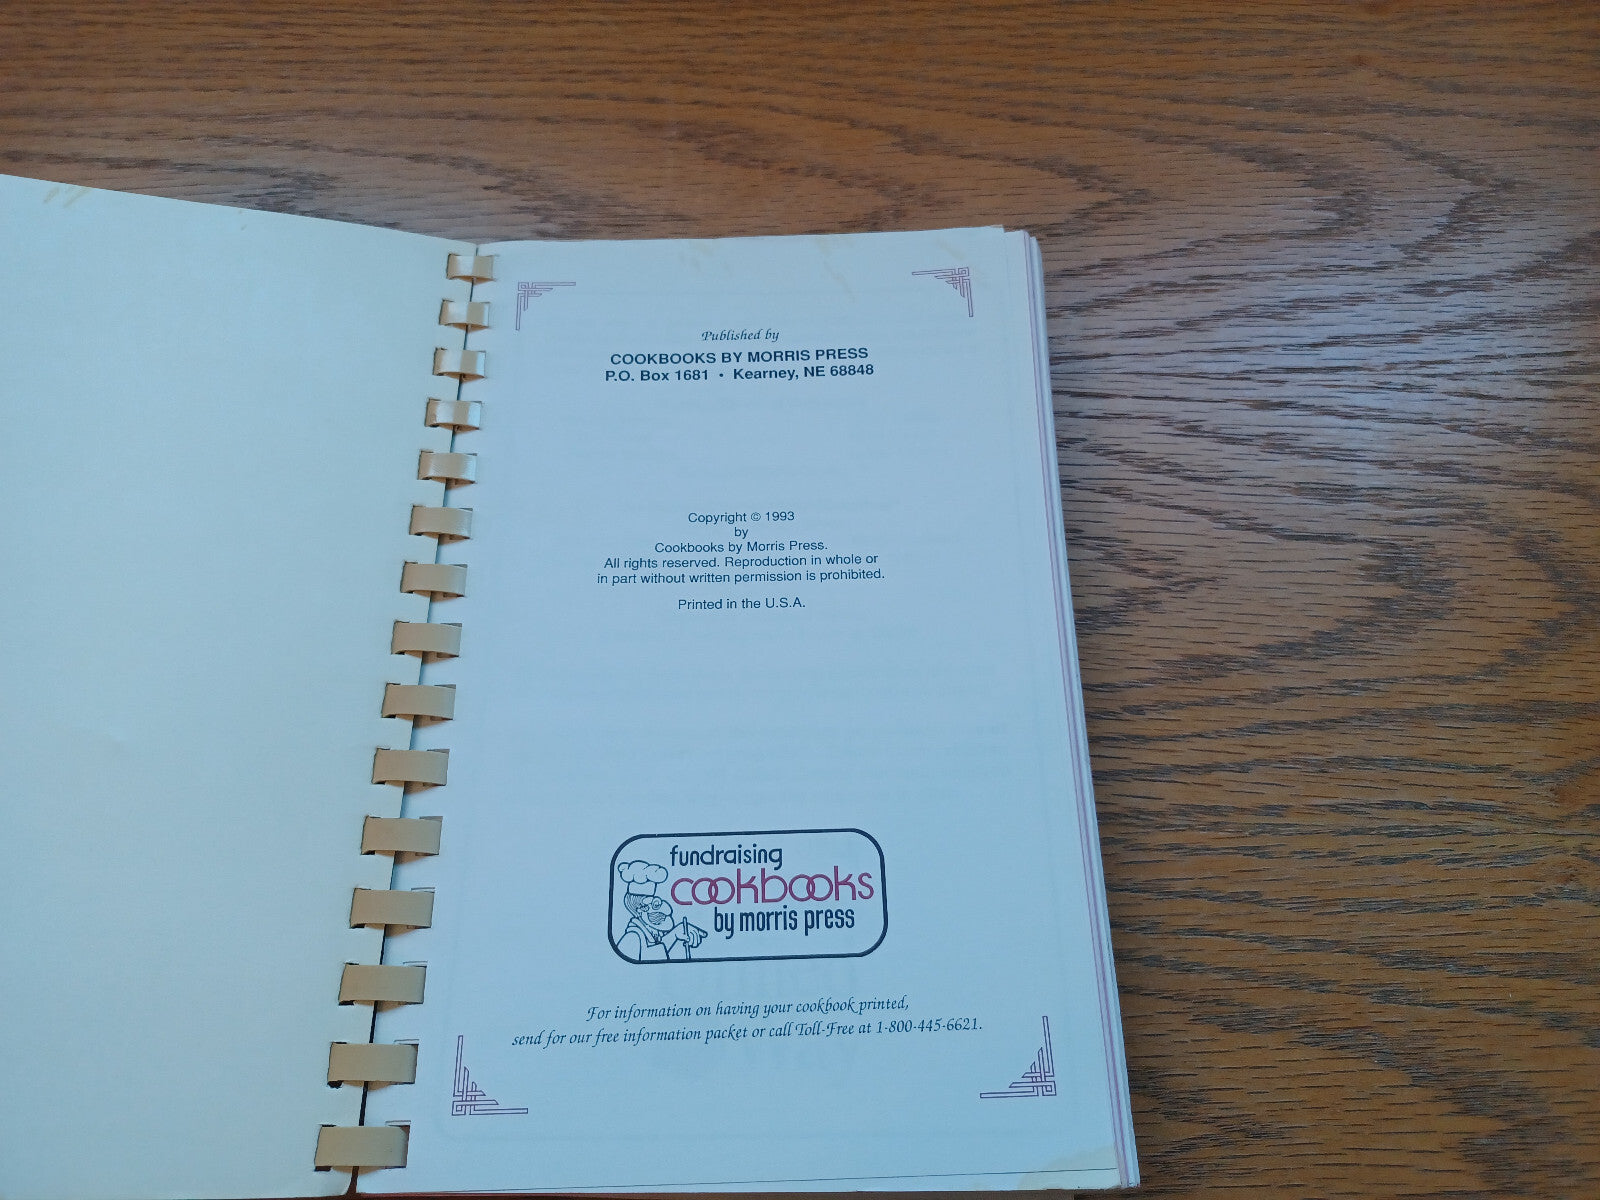 Published by
COOKBOOKS BY MORRIS PRESS
P.O. Box 1681 • Kearney, NE 68848
Copyright © 1993
by
Cookbooks by Morris Press.
All rights reserved. Reproduction in whole or
in part without written permission is prohibited.
Printed in the U.S.A.
fundraising
cookbooks
by morris press
For information on having your cookbook printed,
send for our free information packet or call Toll-Free at 1-800-445-6621.